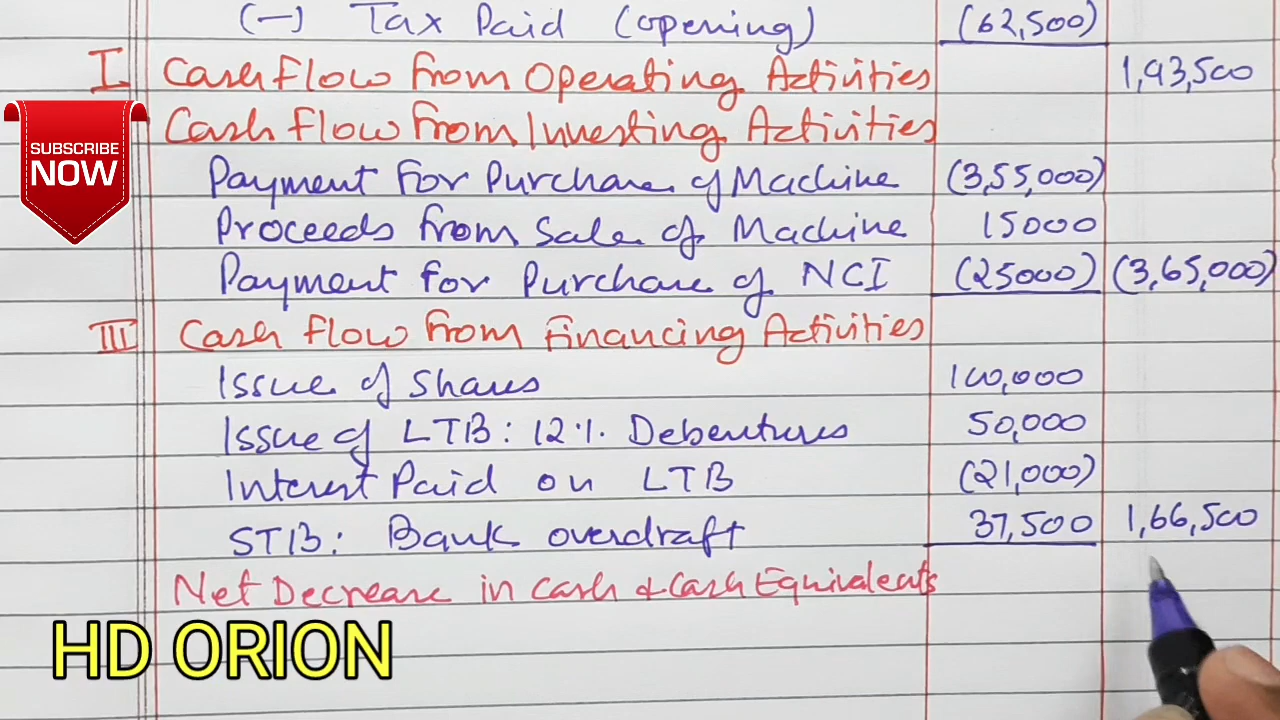 (-) Tax Paid (opening) (62,500)
I Cash Flow From Operating Activities 1,93,500
Cash Flow From Investing Activities
SUBSCRIBE
NOW
Payment For Purchase of Machine (3,55,000)
Proceeds from Sale of Machine 15000
Payment for Purchase of NCI (25000) (3,65,000)
III Cash Flow From Financing Activities
Issue of Shares 100,000
Issue of LTB: 12%. Debentures 50,000
Interest Paid on LTB (21,000)
STB: Bank overdraft 37,500 1,66,500
Net Decrease in Cash & Cash Equivalents
HD ORION